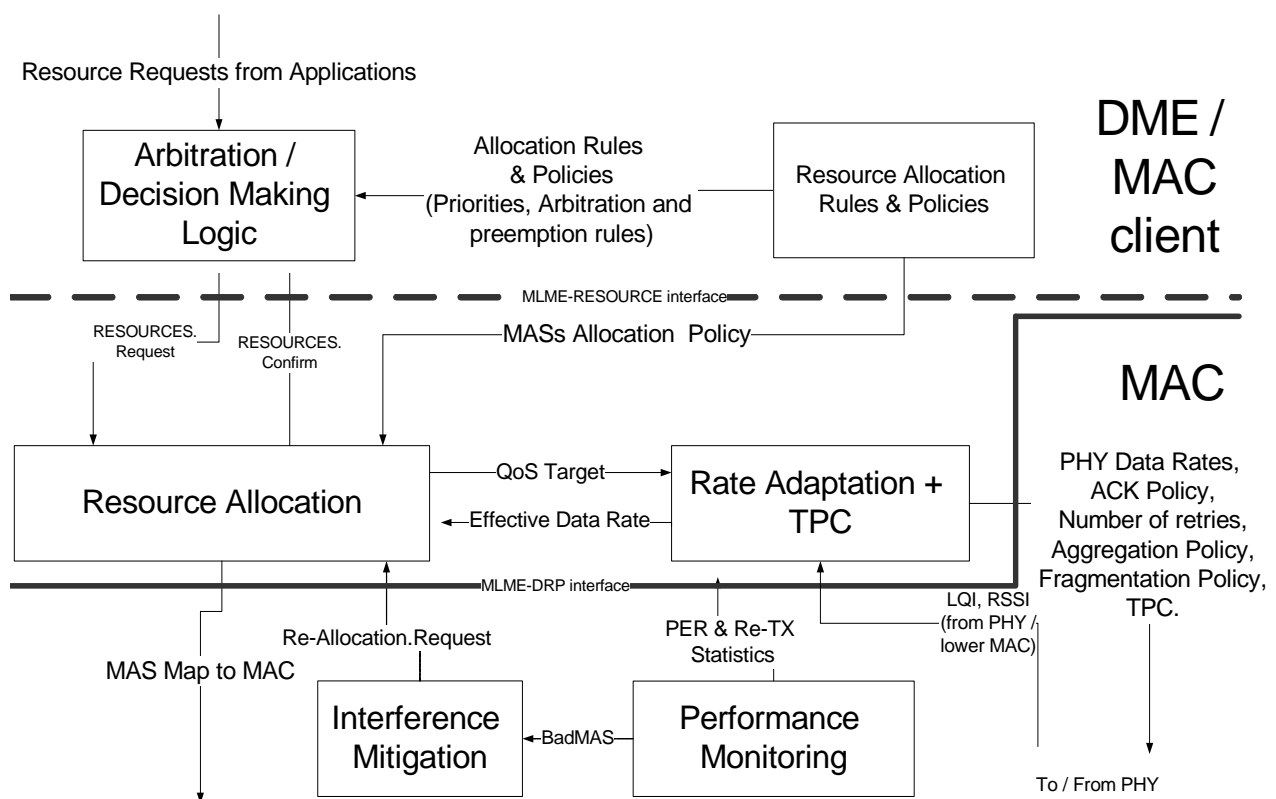 Resource Requests from Applications
DME /
MAC
client
Arbitration /
Decision Making
Logic
Allocation Rules
& Policies
(Priorities, Arbitration and
preemption rules)
Resource Allocation
Rules & Policies
MLME-RESOURCE interface
RESOURCES.
Request
RESOURCES.
Confirm
MASs Allocation Policy
MAC
Resource Allocation
QoS Target
Effective Data Rate
Rate Adaptation +
TPC
PHY Data Rates,
ACK Policy,
Number of retries,
Aggregation Policy,
Fragmentation Policy,
TPC.
MLME-DRP interface
LQI, RSSI
(from PHY /
lower MAC)
Re-Allocation.Request
PER & Re-TX
Statistics
MAS Map to MAC
Interference
Mitigation
BadMAS
Performance
Monitoring
To / From PHY